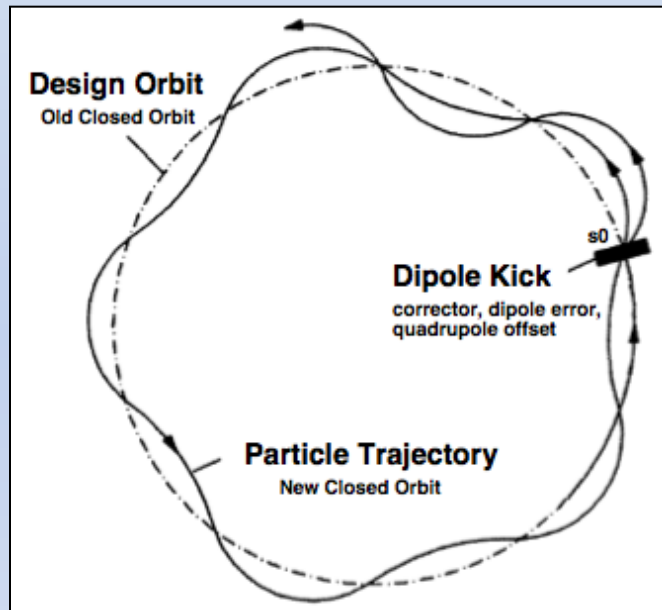 Design Orbit
Old Closed Orbit
s0
Dipole Kick
corrector, dipole error,
quadrupole offset
Particle Trajectory
New Closed Orbit